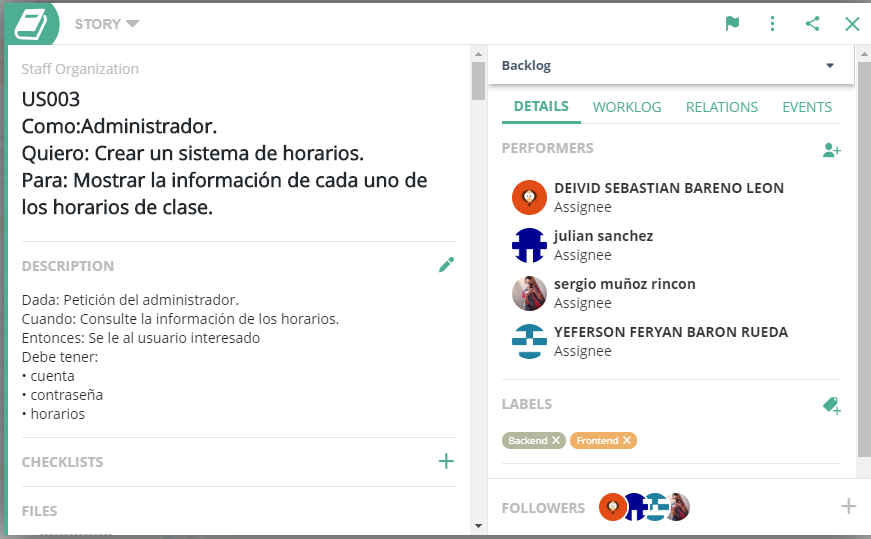 STORY
Staff Organization
US003
Como:Administrador.
Quiero: Crear un sistema de horarios.
Para: Mostrar la información de cada uno de
los horarios de clase.
DESCRIPTION
Dada: Petición del administrador.
Cuando: Consulte la información de los horarios.
Entonces: Se le al usuario interesado
Debe tener:
• cuenta
• contraseña
• horarios
CHECKLISTS
FILES
Backlog
DETAILS WORKLOG RELATIONS EVENTS
PERFORMERS
DEIVID SEBASTIAN BARENO LEON
Assignee
julian sanchez
Assignee
sergio muñoz rincon
Assignee
YEFERSON FERYAN BARON RUEDA
Assignee
LABELS
Backend Frontend
FOLLOWERS